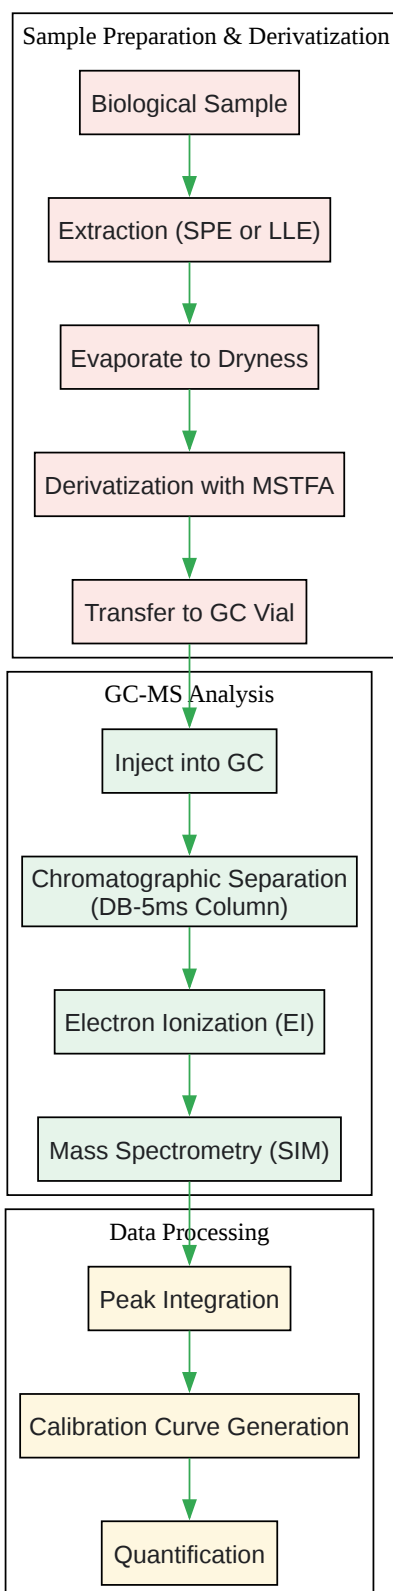 Sample Preparation & Derivatization
Biological Sample
Extraction (SPE or LLE)
Evaporate to Dryness
Derivatization with MSTFA
Transfer to GC Vial
GC-MS Analysis
Inject into GC
Chromatographic Separation
(DB-5ms Column)
Electron Ionization (EI)
Mass Spectrometry (SIM)
Data Processing
Peak Integration
Calibration Curve Generation
Quantification